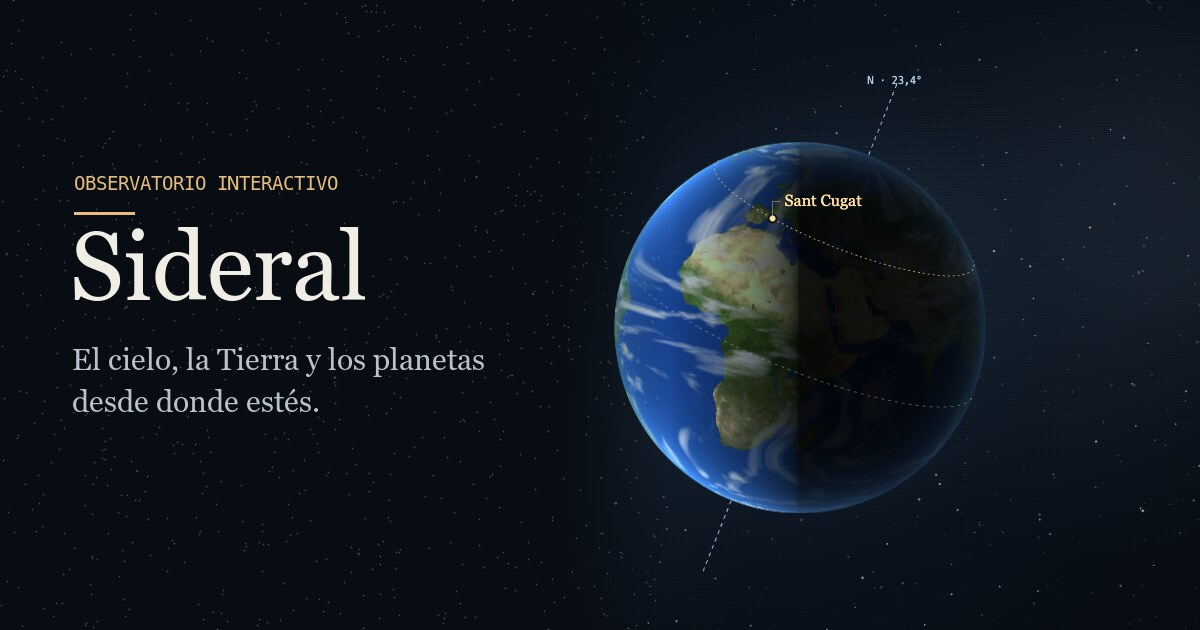 OBSERVATORIO INTERACTIVO
Sideral
El cielo, la Tierra y los planetas
desde donde estés.
N · 23,4°
Sant Cugat